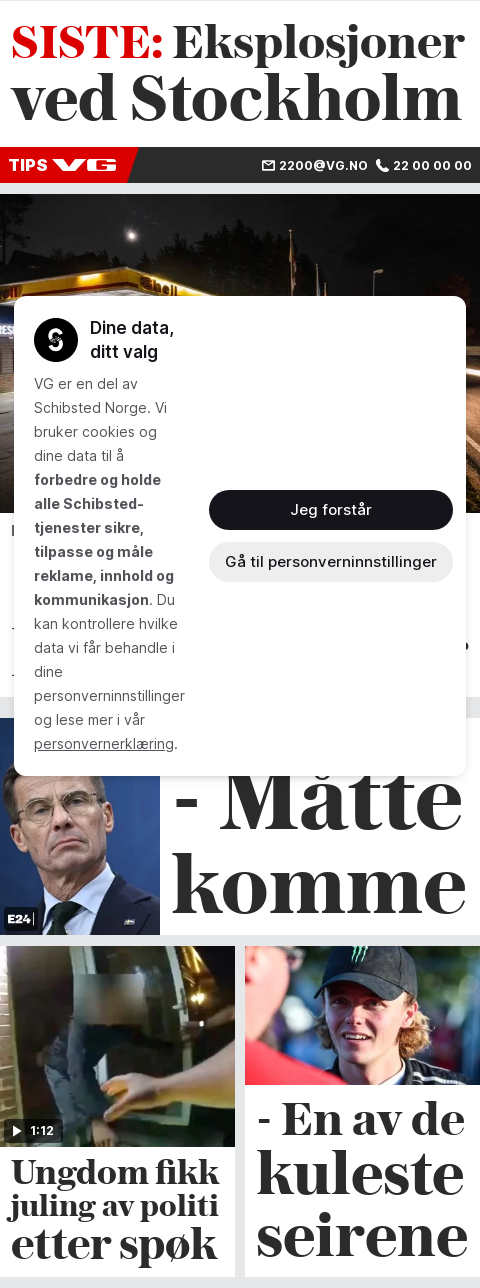 SISTE: Eksplosjoner
ved Stockholm
TIPS VG
2200@VG.NO 22 00 00 00
Shell
Dine data,
ditt valg
VG er en del av
Schibsted Norge. Vi
bruker cookies og
dine data til å
forbedre og holde
alle Schibsted-
tjenester sikre,
tilpasse og måle
reklame, innhold og
kommunikasjon. Du
kan kontrollere hvilke
data vi får behandle i
dine
personverninnstillinger
og lese mer i vår
personvernerklæring.
Jeg forstår
Gå til personverninnstillinger
- Måtte
komme
E24
1:12
Ungdom fikk
juling av politi
etter spøk
- En av de
kuleste
seirene